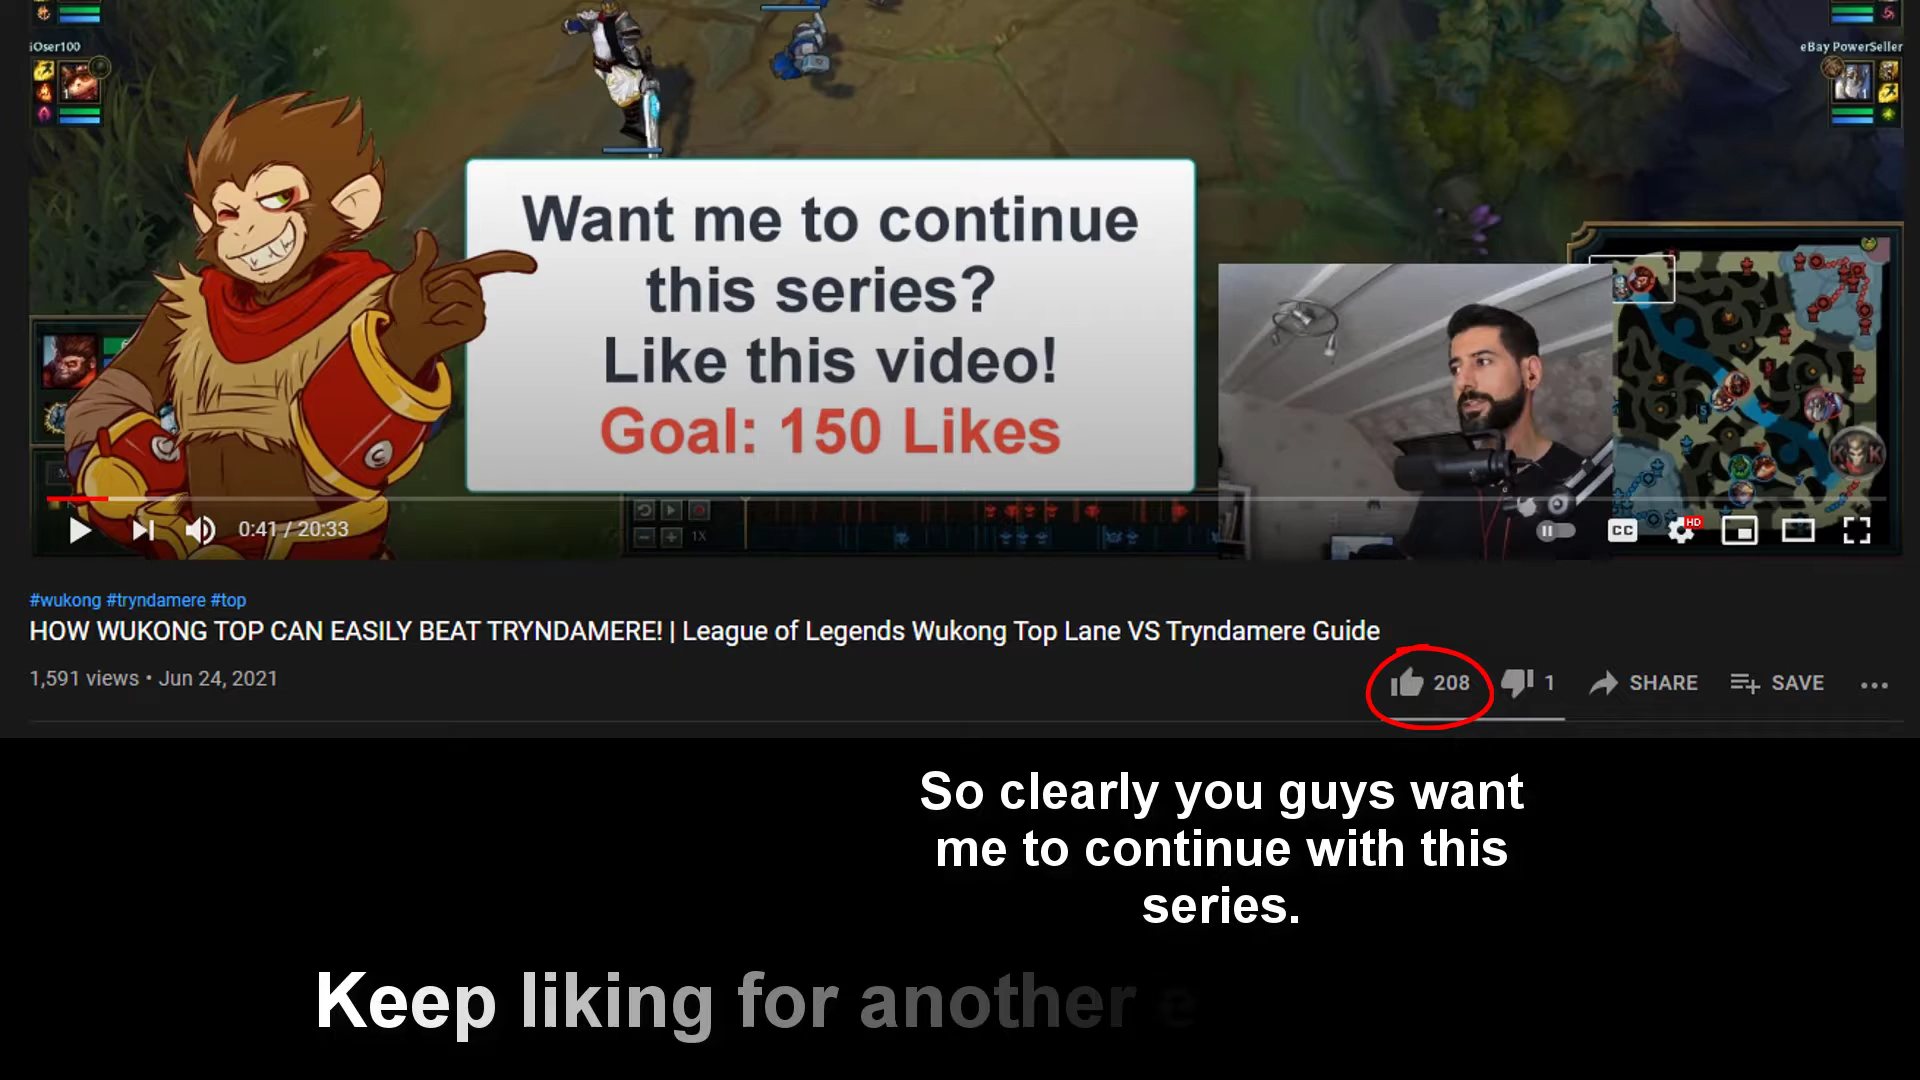 iOser100
eBay PowerSeller
Want me to continue
this series?
Like this video!
Goal: 150 Likes
1X
0:41 / 20:33
CC
HD
#wukong #tryndamere #top
HOW WUKONG TOP CAN EASILY BEAT TRYNDAMERE! | League of Legends Wukong Top Lane VS Tryndamere Guide
1,591 views • Jun 24, 2021
208
1
SHARE
SAVE
So clearly you guys want
me to continue with this
series.
Keep liking for another e